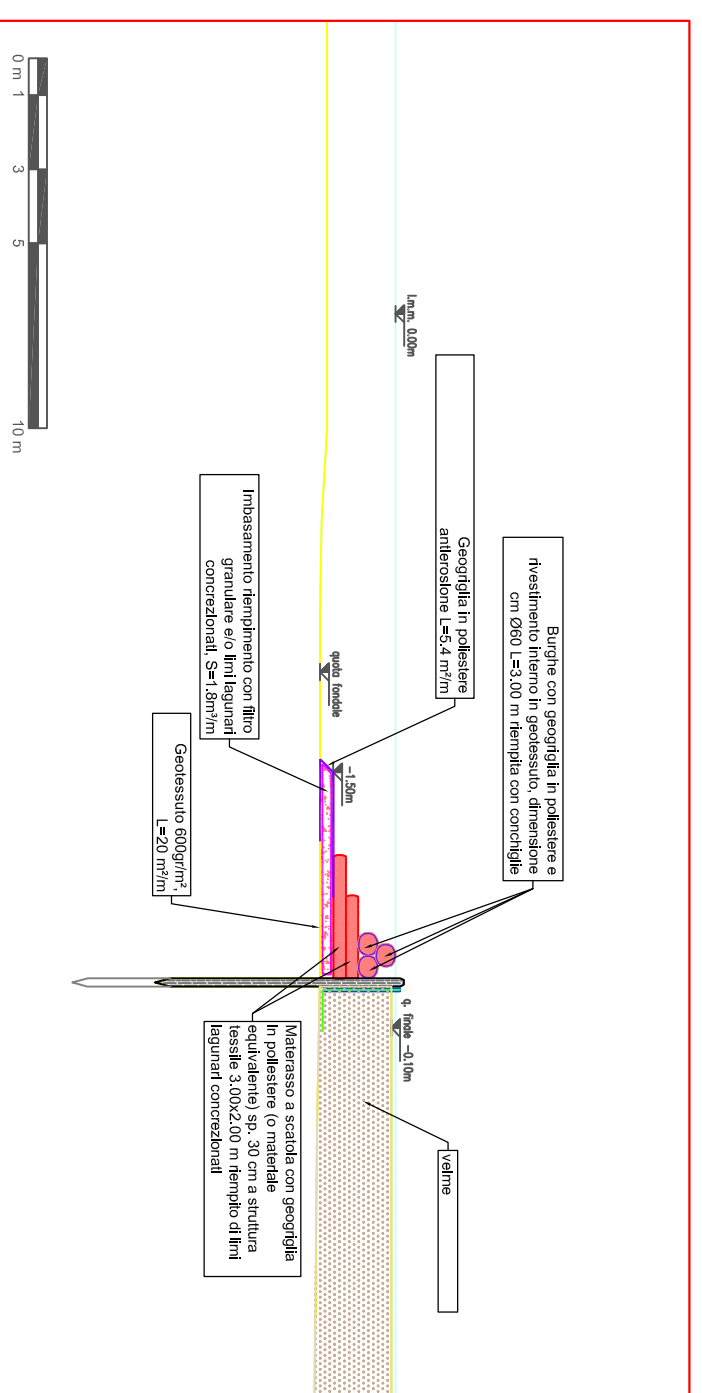 Burghe con geogriglia in poliestere e
rivestimento interno in geotessuto, dimensione
cm Ø60 L=3.00 m riempita con conchiglie
Geogriglia in poliestere
antierosione L=5.4 m²/m
l.m.m. 0.00m
velme
q. finale -0.10m
-1.50m
quota fondale
Materasso a scatola con geogriglia
in poliestere (o materiale
equivalente) sp. 30 cm a struttura
tessile 3.00x2.00 m riempito di limi
lagunari concrezionati
Imbasamento riempimento con filtro
granulare e/o limi lagunari
concrezionati, S=1.8m³/m
Geotessuto 600gr/m²,
L=20 m²/m
0 m 1 3 5 10 m